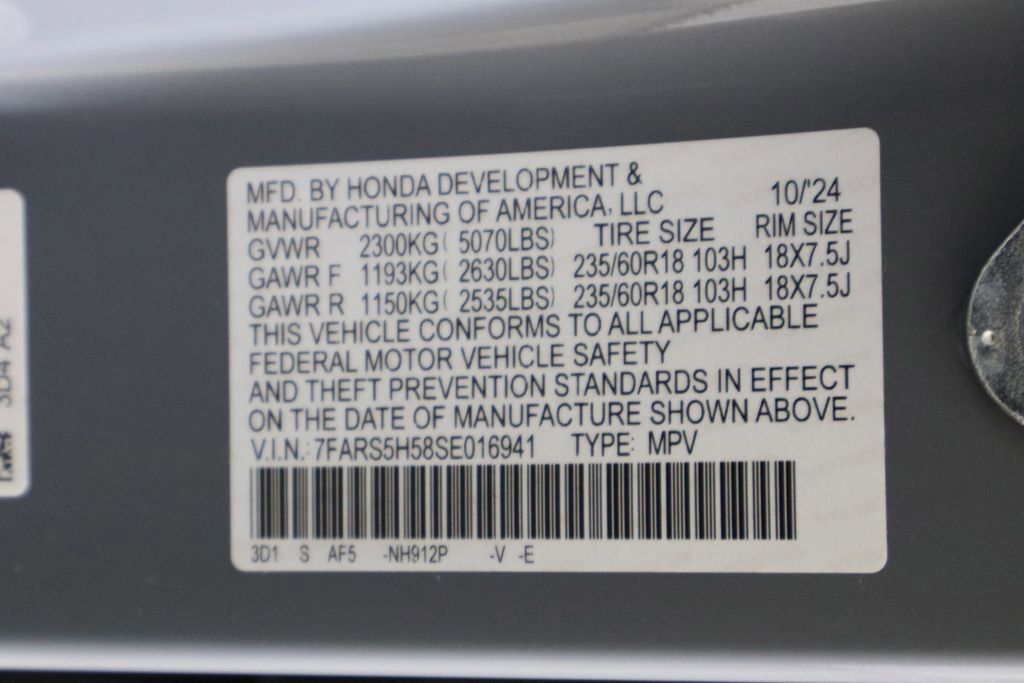 MFD. BY HONDA DEVELOPMENT &
MANUFACTURING OF AMERICA, LLC 10/'24
GVWR 2300KG( 5070LBS) TIRE SIZE RIM SIZE
GAWR F 1193KG( 2630LBS) 235/60R18 103H 18X7.5J
GAWR R 1150KG( 2535LBS) 235/60R18 103H 18X7.5J
THIS VEHICLE CONFORMS TO ALL APPLICABLE
FEDERAL MOTOR VEHICLE SAFETY
AND THEFT PREVENTION STANDARDS IN EFFECT
ON THE DATE OF MANUFACTURE SHOWN ABOVE.
V.I.N.: 7FARS5H58SE016941 TYPE: MPV
3D1 S AF5 -NH912P -V -E
3D4 A2